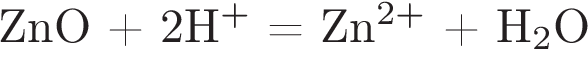 ZnO + 2H⁺ = Zn²⁺ + H₂O